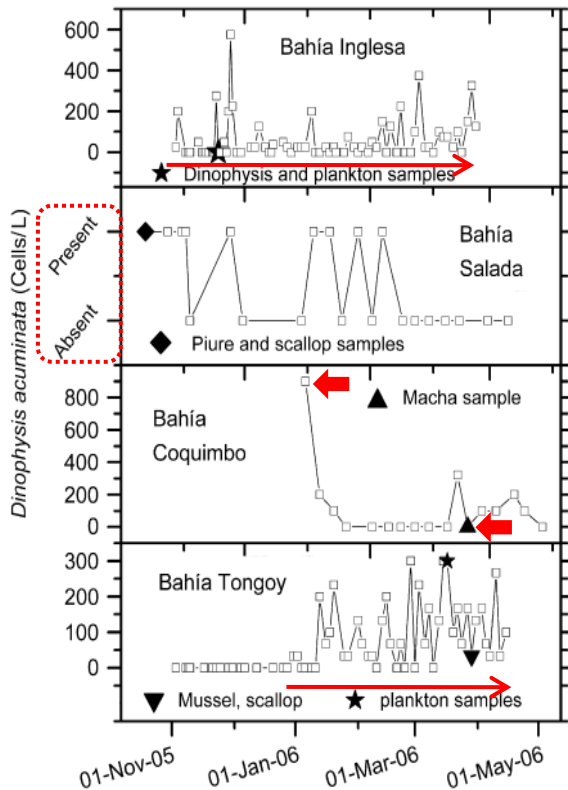 Dinophysis acuminata (Cells/L)
600
400
200
0
Bahía Inglesa
Dinophysis and plankton samples
Present
Absent
Bahía
Salada
Piure and scallop samples
800
600
400
200
0
Bahía
Coquimbo
Macha sample
300
200
100
0
Bahía Tongoy
Mussel, scallop
plankton samples
01-Nov-05
01-Jan-06
01-Mar-06
01-May-06